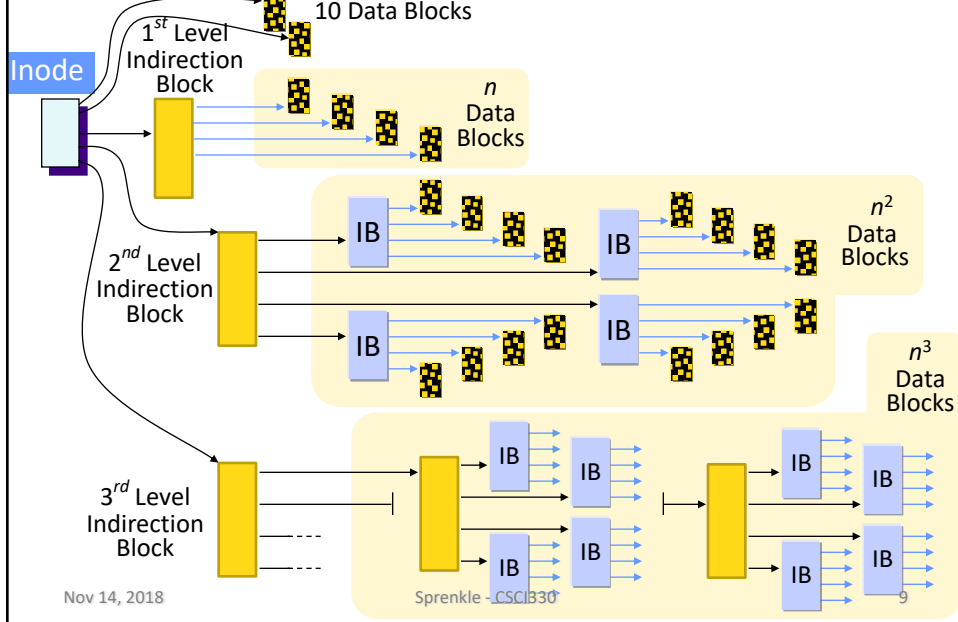 10 Data Blocks
1st Level
Indirection
Block
Inode
n
Data
Blocks
IB
IB
n2
Data
Blocks
2nd Level
Indirection
Block
IB
IB
n3
Data
Blocks
IB
IB
IB
IB
3rd Level
Indirection
Block
IB
IB
IB
IB
Nov 14, 2018
Sprenkle - CSCI330
9